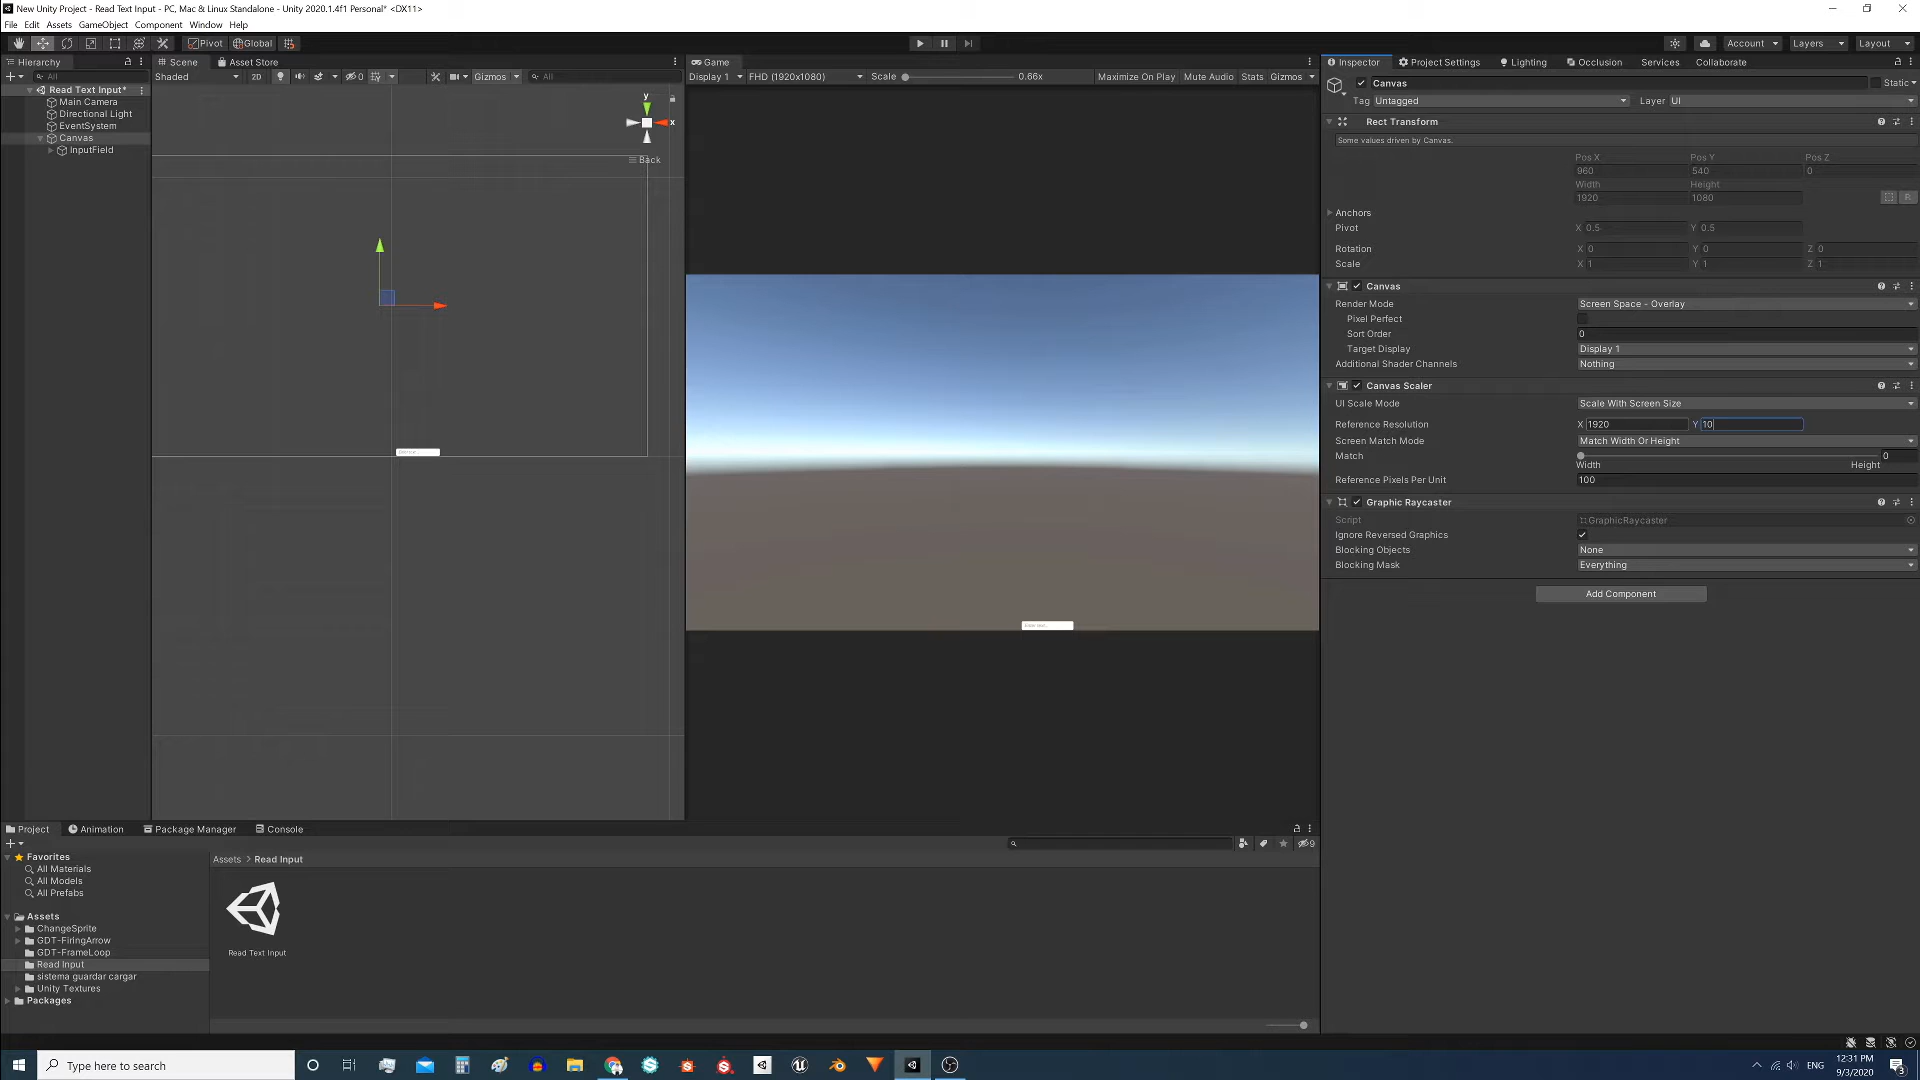 New Unity Project - Read Text Input - PC, Mac & Linux Standalone - Unity 2020.1.4f1 Personal* <DX11>
File Edit Assets GameObject Component Window Help
Pivot Global Account Layers Layout
Hierarchy
All
Read Text Input*
Main Camera
Directional Light
EventSystem
Canvas
InputField
Scene Asset Store
Shaded 2D 0 Gizmos All
y
x
Back
Game
Display 1 FHD (1920x1080) Scale 0.66x Maximize On Play Mute Audio Stats Gizmos
Inspector Project Settings Lighting Occlusion Services Collaborate
Canvas Static
Tag Untagged Layer UI
Rect Transform
Some values driven by Canvas.
Pos X Pos Y Pos Z
960 540 0
Width Height
1920 1080 R
Anchors
Pivot X 0.5 Y 0.5
Rotation X 0 Y 0 Z 0
Scale X 1 Y 1 Z 1
Canvas
Render Mode Screen Space - Overlay
Pixel Perfect
Sort Order 0
Target Display Display 1
Additional Shader Channels Nothing
Canvas Scaler
UI Scale Mode Scale With Screen Size
Reference Resolution X 1920 Y 10
Screen Match Mode Match Width Or Height
Match 0
Width Height
Reference Pixels Per Unit 100
Graphic Raycaster
Script GraphicRaycaster
Ignore Reversed Graphics
Blocking Objects None
Blocking Mask Everything
Add Component
Project Animation Package Manager Console
9
Favorites
All Materials
All Models
All Prefabs
Assets
ChangeSprite
GDT-FiringArrow
GDT-FrameLoop
Read Input
sistema guardar cargar
Unity Textures
Packages
Assets > Read Input
Read Text Input
Type here to search
ENG
12:31 PM
9/3/2020
3